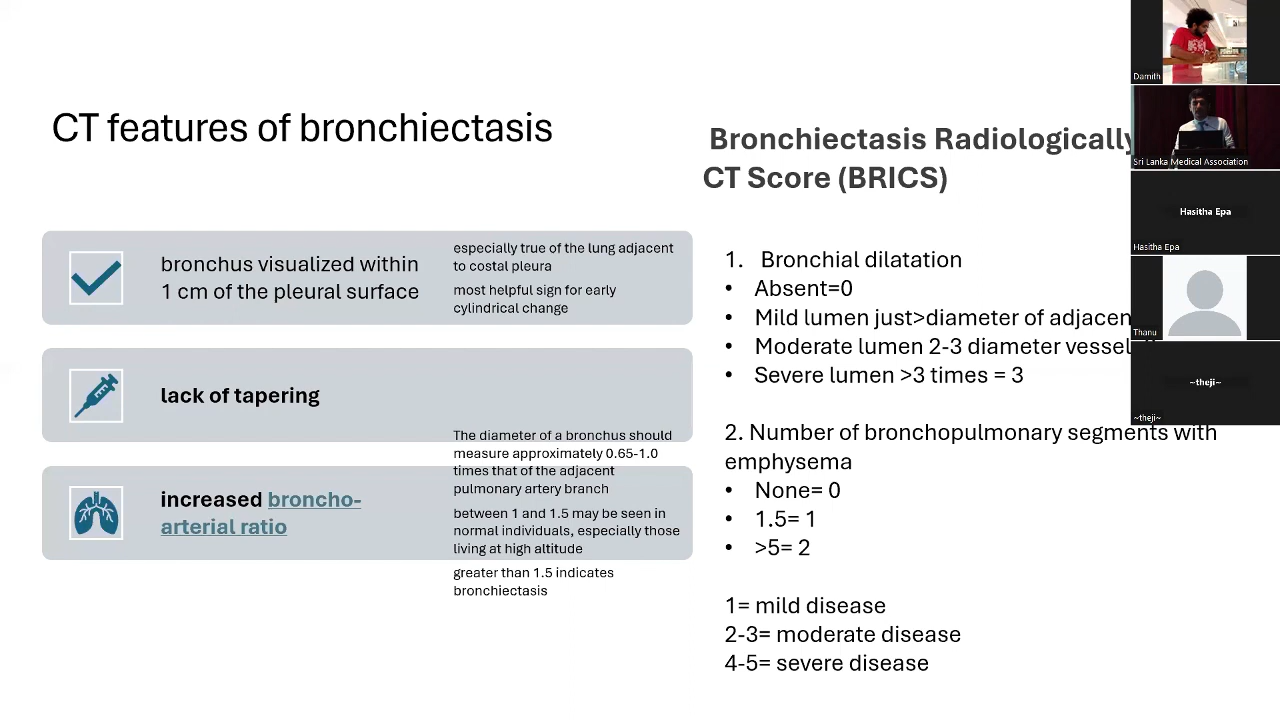 CT features of bronchiectasis
bronchus visualized within
1 cm of the pleural surface
especially true of the lung adjacent
to costal pleura
most helpful sign for early
cylindrical change
lack of tapering
increased broncho-
arterial ratio
The diameter of a bronchus should
measure approximately 0.65-1.0
times that of the adjacent
pulmonary artery branch
between 1 and 1.5 may be seen in
normal individuals, especially those
living at high altitude
greater than 1.5 indicates
bronchiectasis
Bronchiectasis Radiologically
CT Score (BRICS)
1. Bronchial dilatation
• Absent=0
• Mild lumen just>diameter of adjacen
• Moderate lumen 2-3 diameter vessel
• Severe lumen >3 times = 3
2. Number of bronchopulmonary segments with
emphysema
• None= 0
• 1.5= 1
• >5= 2
1= mild disease
2-3= moderate disease
4-5= severe disease
Damith
Sri Lanka Medical Association
Hasitha Epa
Hasitha Epa
Thanu
~theji~
~theji~